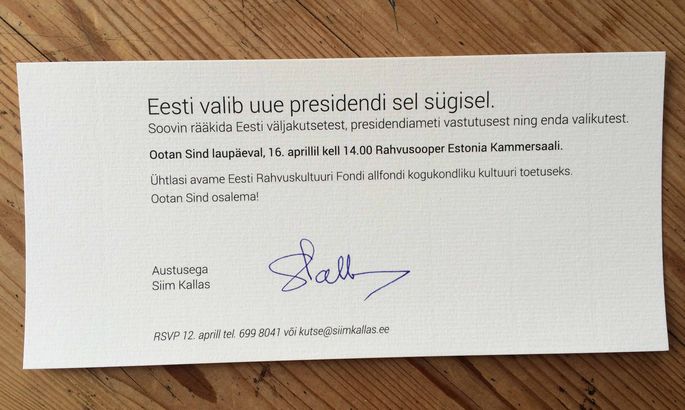 Eesti valib uue presidendi sel sügisel.
Soovin rääkida Eesti väljakutsetest, presidendiameti vastutusest ning enda valikutest.
Ootan Sind laupäeval, 16. aprillil kell 14.00 Rahvusooper Estonia Kammersaali.
Ühtlasi avame Eesti Rahvuskultuuri Fondi allfondi kogukondliku kultuuri toetuseks.
Ootan Sind osalema!
Austusega
Siim Kallas
RSVP 12. aprill tel. 699 8041 või kutse@siimkallas.ee